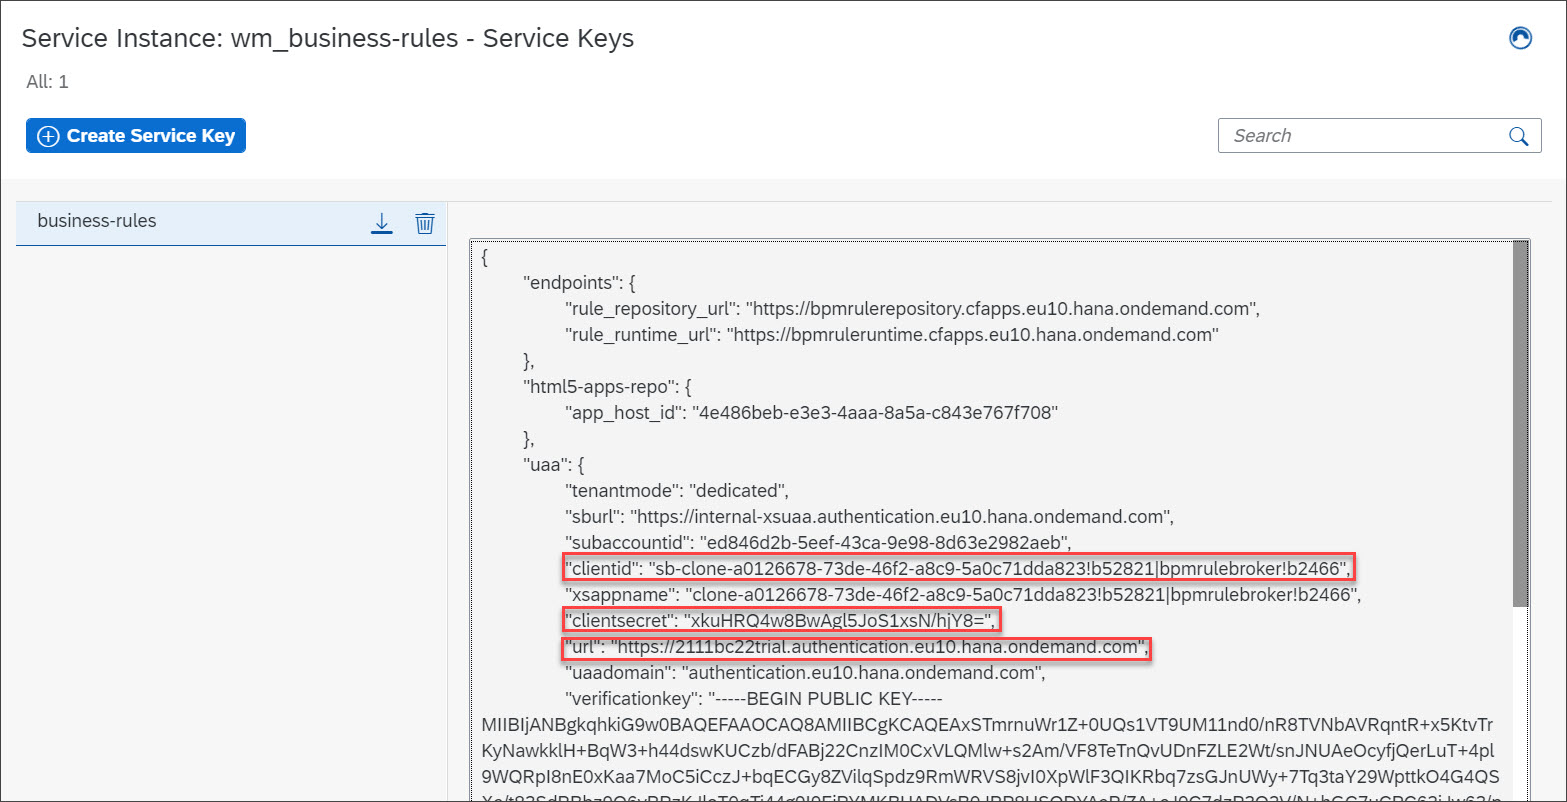 Service Instance: wm_business-rules - Service Keys
All: 1
Create Service Key
Search
business-rules
{
"endpoints": {
"rule_repository_url": "https://bpmrulerepository.cfapps.eu10.hana.ondemand.com",
"rule_runtime_url": "https://bpmruleruntime.cfapps.eu10.hana.ondemand.com"
},
"html5-apps-repo": {
"app_host_id": "4e486beb-e3e3-4aaa-8a5a-c843e767f708"
},
"uaa": {
"tenantmode": "dedicated",
"sburl": "https://internal-xsuaa.authentication.eu10.hana.ondemand.com",
"subaccountid": "ed846d2b-5eef-43ca-9e98-8d63e2982aeb",
"clientid": "sb-clone-a0126678-73de-46f2-a8c9-5a0c71dda823!b52821|bpmrulebroker!b2466",
"xsappname": "clone-a0126678-73de-46f2-a8c9-5a0c71dda823!b52821|bpmrulebroker!b2466",
"clientsecret": "xkuHRQ4w8BwAgl5JoS1xsN/hjY8=",
"url": "https://2111bc22trial.authentication.eu10.hana.ondemand.com",
"uaadomain": "authentication.eu10.hana.ondemand.com",
"verificationkey": "-----BEGIN PUBLIC KEY-----
MIIBIjANBgkqhkiG9w0BAQEFAAOCAQ8AMIIBCgKCAQEAxSTmrnuWr1Z+0UQs1VT9UM11nd0/nR8TVNbAVRqntR+x5KtvTr
KyNawkklH+BqW3+h44dswKUCzb/dFABj22CnzIM0CxVLQMlw+s2Am/VF8TeTnQvUDnFZLE2Wt/snJNUAeOcyfjQerLuT+4pl
9WQRpI8nE0xKaa7MoC5iCczJ+bqECGy8ZVilqSpdz9RmWRVS8jvI0XpWlF3QIKRbq7zsGJnUWy+7Tq3taY29WpttkO4G4QS